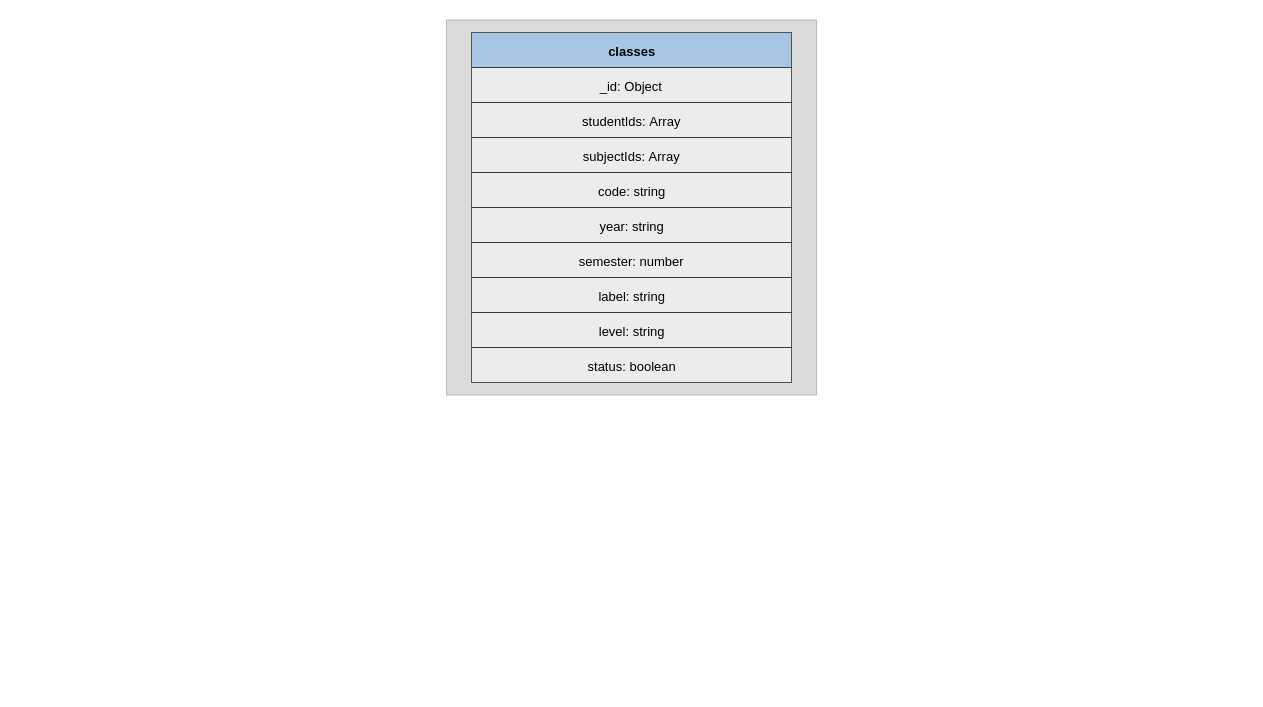 classes
_id: Object
studentIds: Array
subjectIds: Array
code: string
year: string
semester: number
label: string
level: string
status: boolean